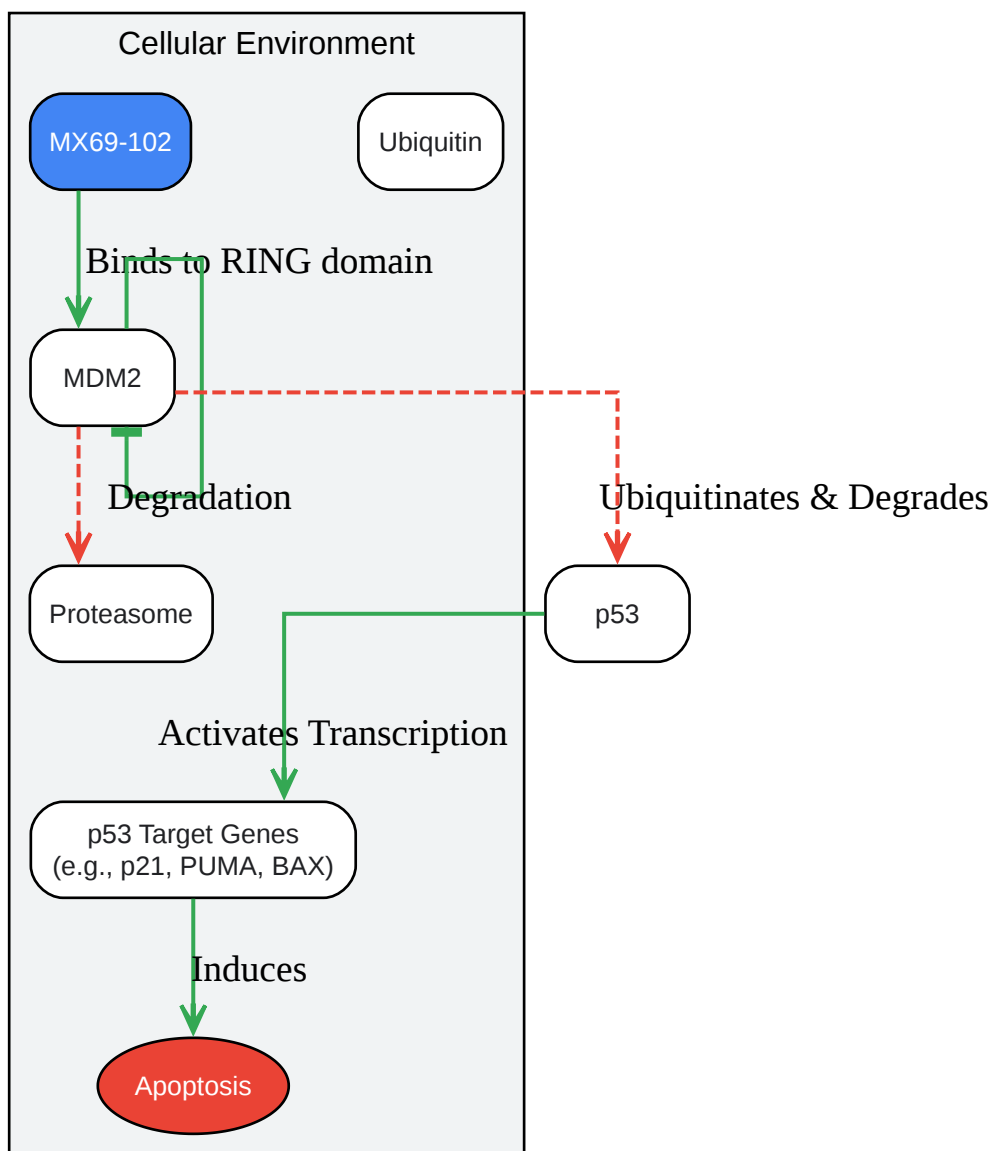 Cellular Environment
MX69-102
Ubiquitin
Binds to RING domain
MDM2
Degradation
Ubiquitinates & Degrades
Proteasome
p53
Activates Transcription
p53 Target Genes
(e.g., p21, PUMA, BAX)
Induces
Apoptosis